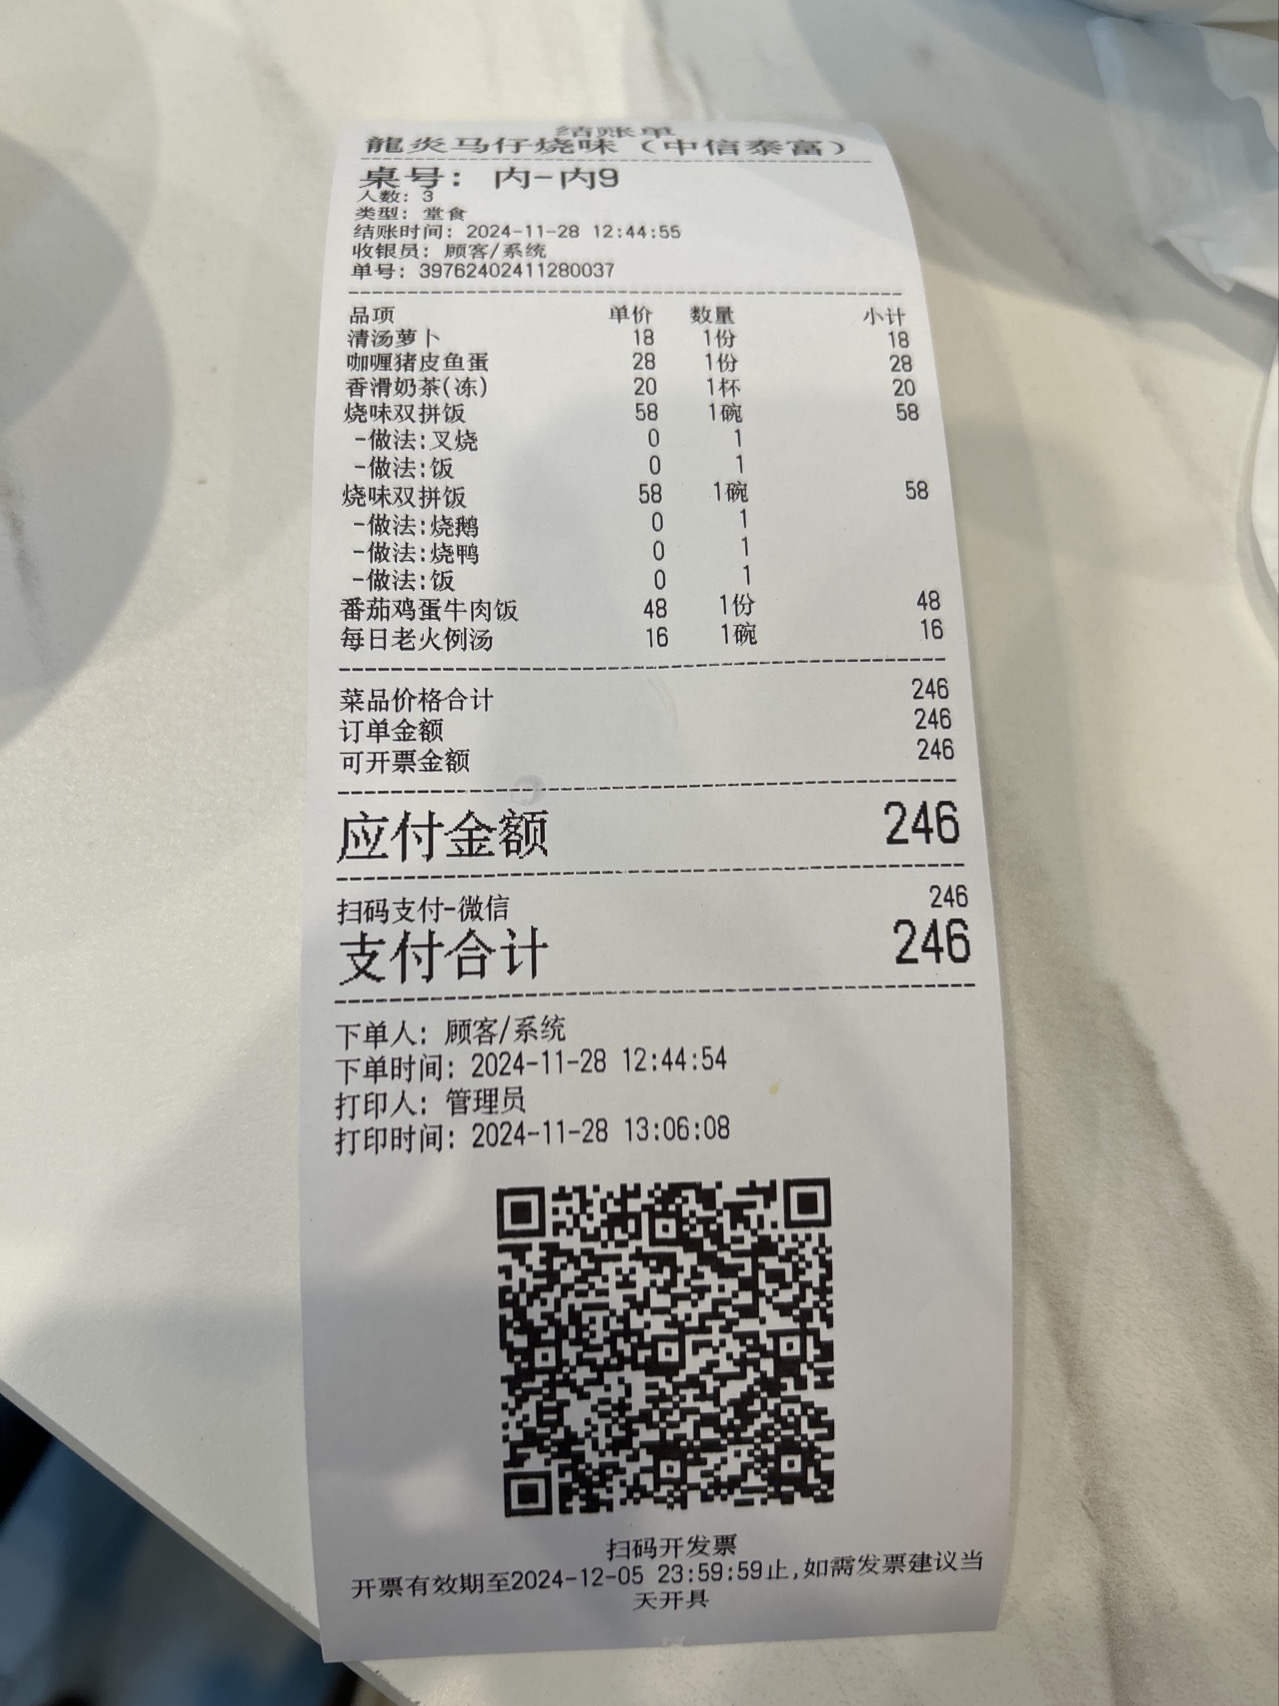 结账单
龍炎马仔烧味（中信泰富）
桌号: 内-内9
人数: 3
类型: 堂食
结账时间: 2024-11-28 12:44:55
收银员: 顾客/系统
单号: 39762402411280037
品项 单价 数量 小计
清汤萝卜 18 1份 18
咖喱猪皮鱼蛋 28 1份 28
香滑奶茶(冻) 20 1杯 20
烧味双拼饭 58 1碗 58
-做法:叉烧 0 1
-做法:饭 0 1
烧味双拼饭 58 1碗 58
-做法:烧鹅 0 1
-做法:烧鸭 0 1
-做法:饭 0 1
番茄鸡蛋牛肉饭 48 1份 48
每日老火例汤 16 1碗 16
菜品价格合计 246
订单金额 246
可开票金额 246
应付金额 246
扫码支付-微信 246
支付合计 246
下单人: 顾客/系统
下单时间: 2024-11-28 12:44:54
打印人: 管理员
打印时间: 2024-11-28 13:06:08
扫码开发票
开票有效期至2024-12-05 23:59:59止,如需发票建议当
天开具